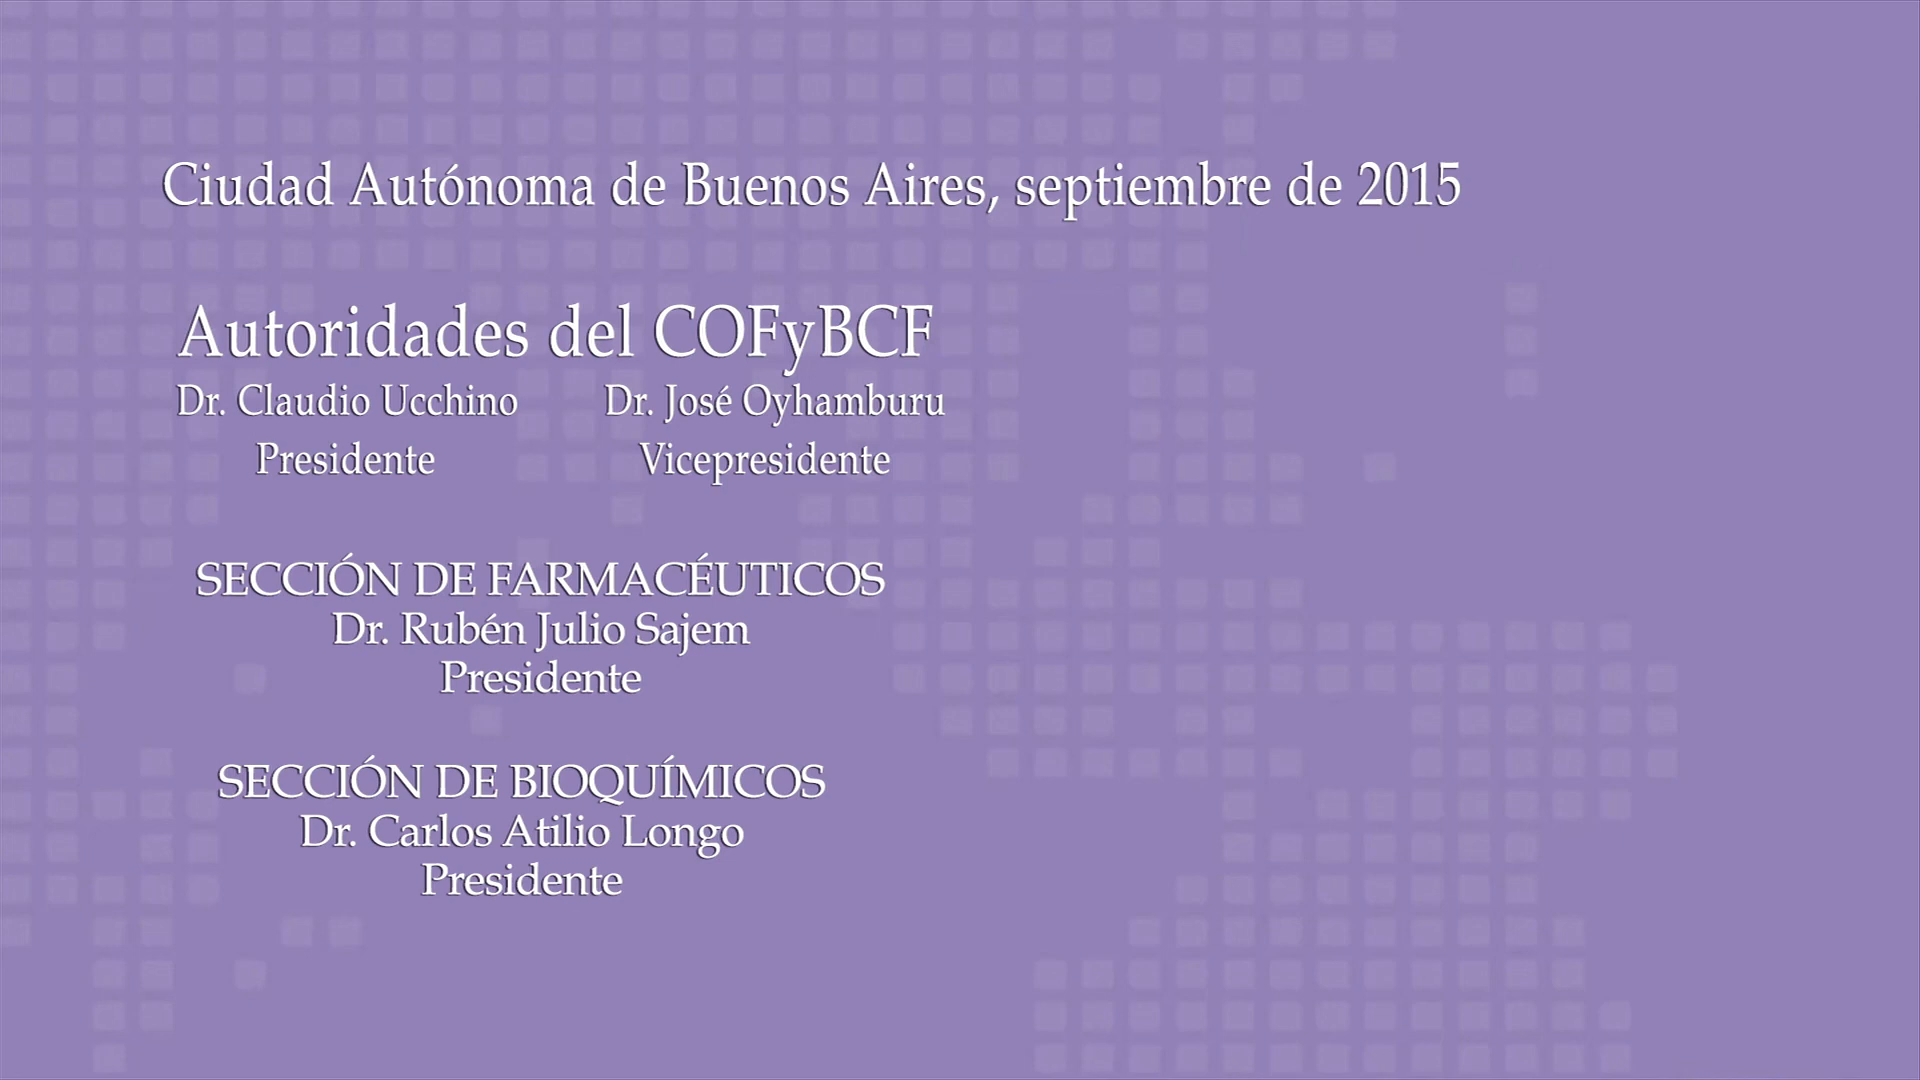 Ciudad Autónoma de Buenos Aires, septiembre de 2015
Autoridades del COFyBCF
Dr. Claudio Ucchino Dr. José Oyhamburu
Presidente Vicepresidente
SECCIÓN DE FARMACÉUTICOS
Dr. Rubén Julio Sajem
Presidente
SECCIÓN DE BIOQUÍMICOS
Dr. Carlos Atilio Longo
Presidente